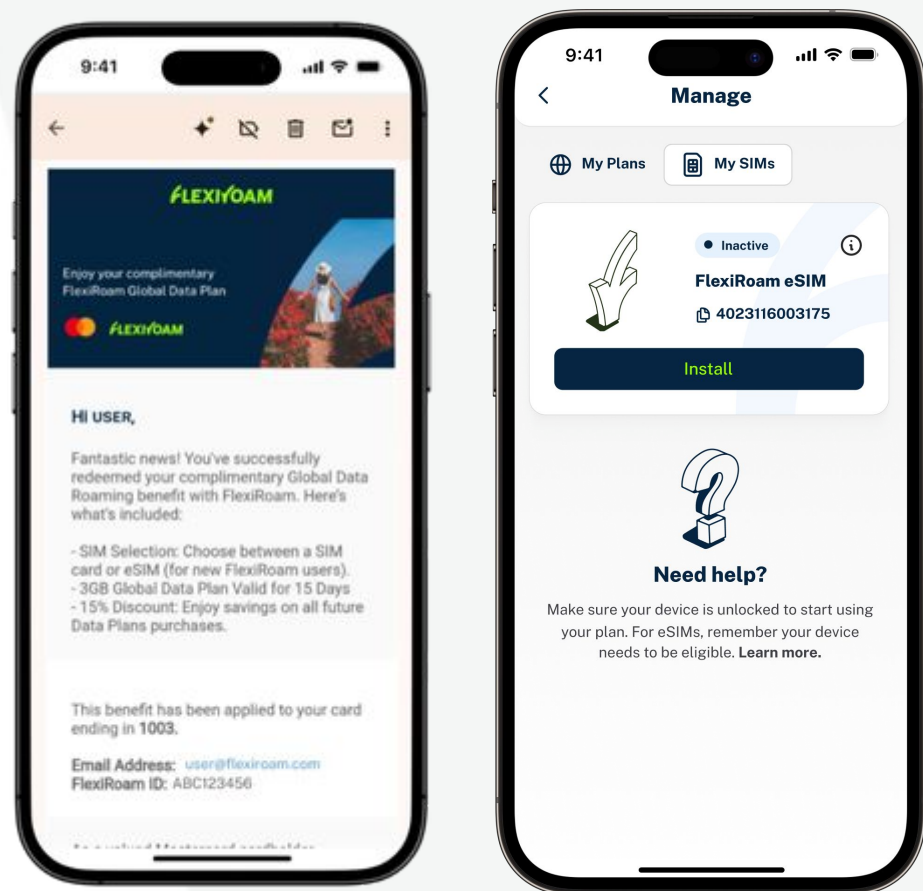 9:41
FLEXIROAM
Enjoy your complimentary
FlexiRoam Global Data Plan
FLEXIROAM
HI USER,
Fantastic news! You've successfully
redeemed your complimentary Global Data
Roaming benefit with FlexiRoam. Here's
what's included:
- SIM Selection: Choose between a SIM
card or eSIM (for new FlexiRoam users).
- 3GB Global Data Plan Valid for 15 Days
- 15% Discount: Enjoy savings on all future
Data Plans purchases.
This benefit has been applied to your card
ending in 1003.
Email Address: user@flexiroam.com
FlexiRoam ID: ABC123456
9:41
Manage
My Plans
My SIMs
Inactive
FlexiRoam eSIM
4023116003175
Install
Need help?
Make sure your device is unlocked to start using
your plan. For eSIMs, remember your device
needs to be eligible. Learn more.